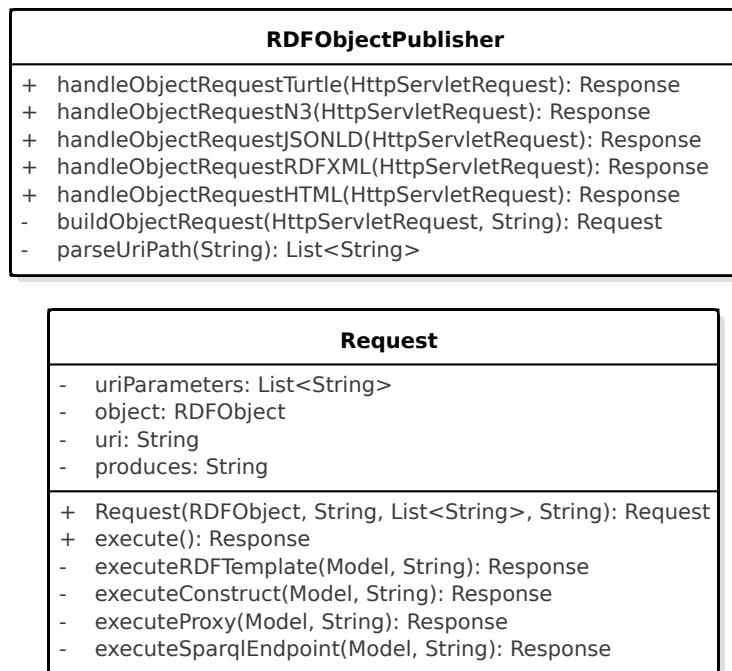 RDFObjectPublisher
+ handleObjectRequestTurtle(HttpServletRequest): Response
+ handleObjectRequestN3(HttpServletRequest): Response
+ handleObjectRequestJSONLD(HttpServletRequest): Response
+ handleObjectRequestRDFXML(HttpServletRequest): Response
+ handleObjectRequestHTML(HttpServletRequest): Response
- buildObjectRequest(HttpServletRequest, String): Request
- parseUriPath(String): List<String>
Request
- uriParameters: List<String>
- object: RDFObject
- uri: String
- produces: String
+ Request(RDFObject, String, List<String>, String): Request
+ execute(): Response
- executeRDFTemplate(Model, String): Response
- executeConstruct(Model, String): Response
- executeProxy(Model, String): Response
- executeSparqlEndpoint(Model, String): Response